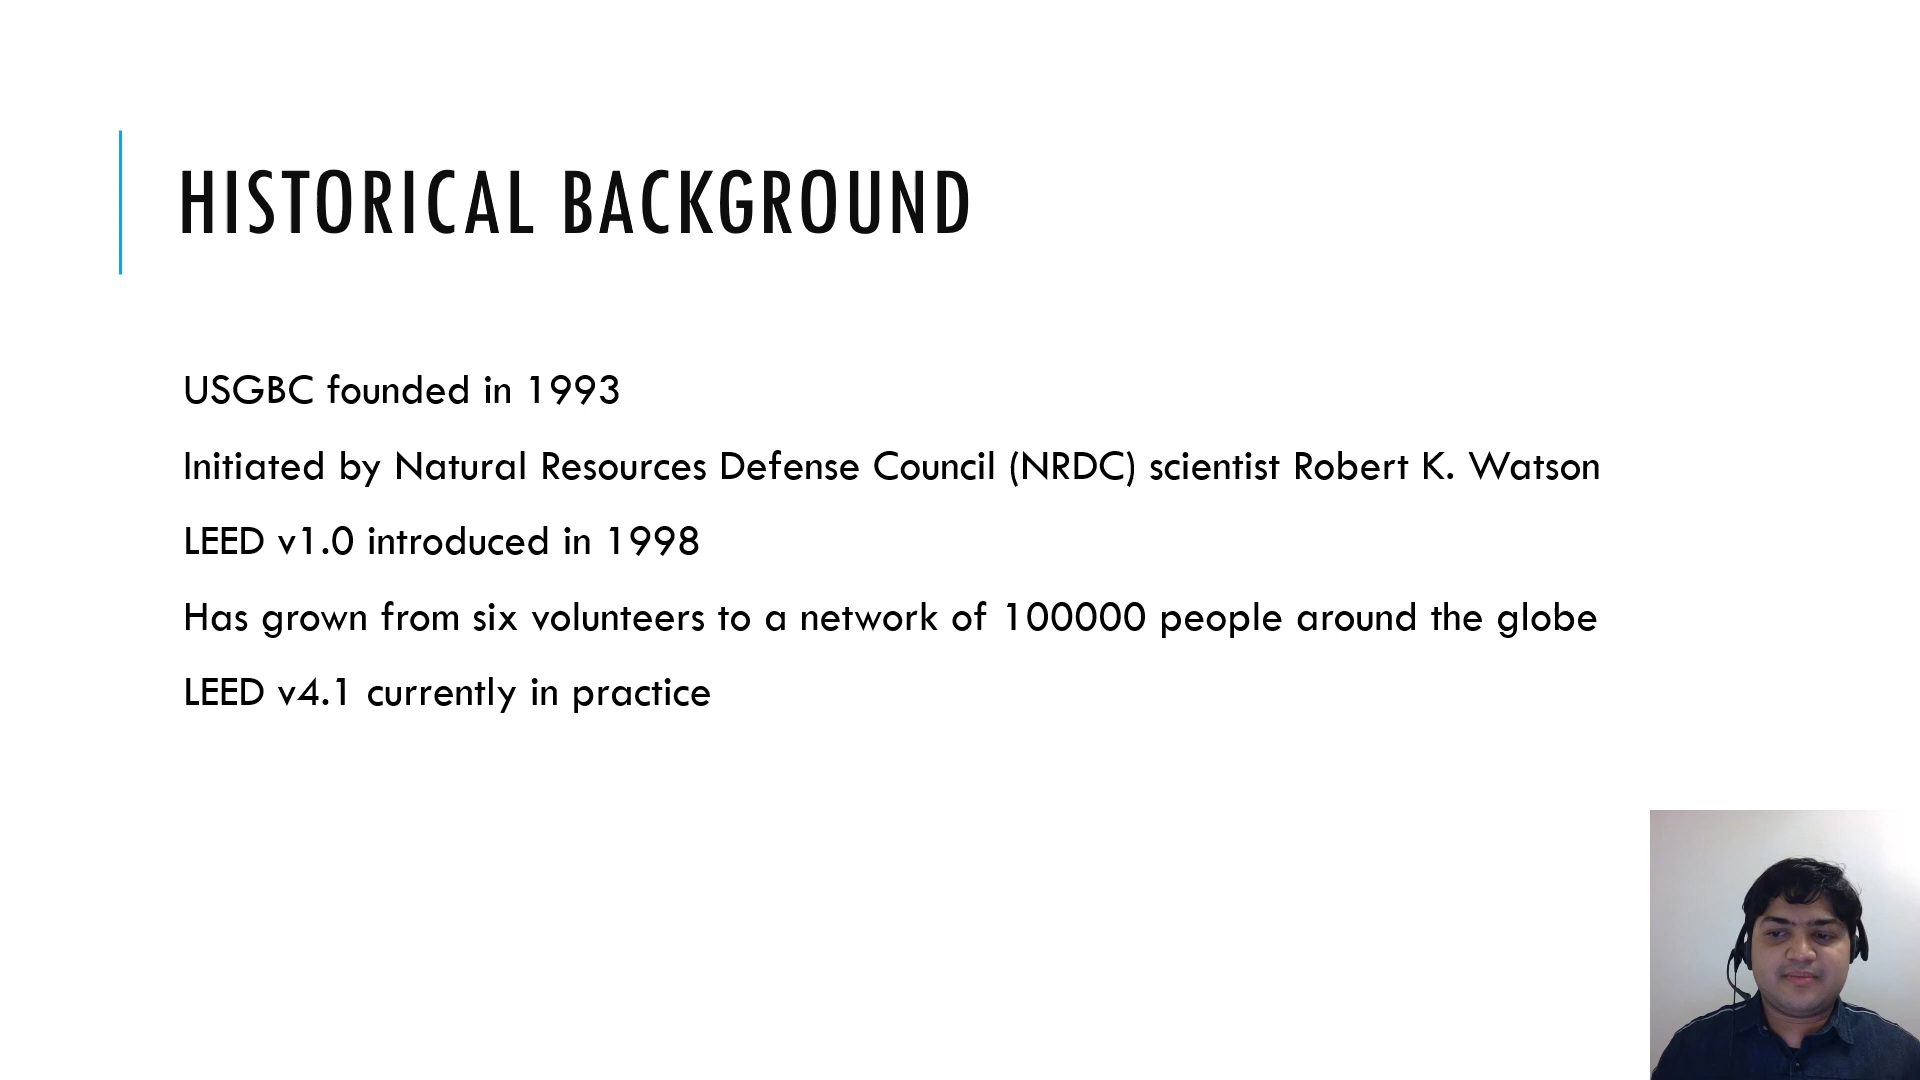 HISTORICAL BACKGROUND
USGBC founded in 1993
Initiated by Natural Resources Defense Council (NRDC) scientist Robert K. Watson
LEED v1.0 introduced in 1998
Has grown from six volunteers to a network of 100000 people around the globe
LEED v4.1 currently in practice